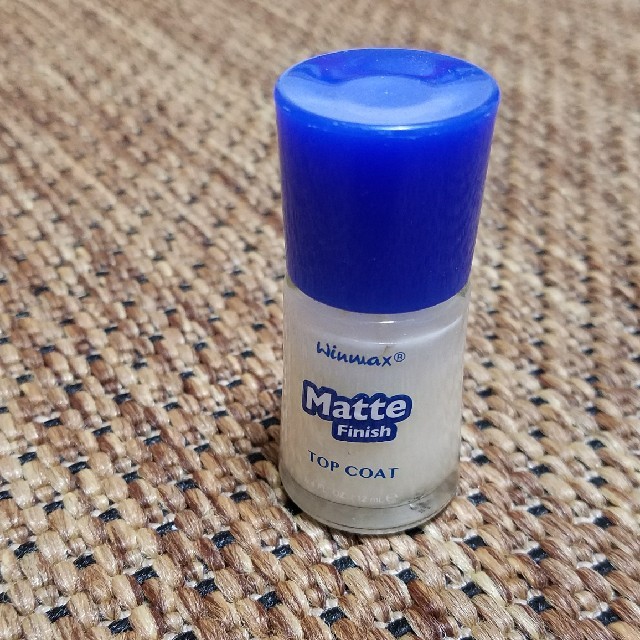 Winmax®
Matte
Finish
TOP COAT